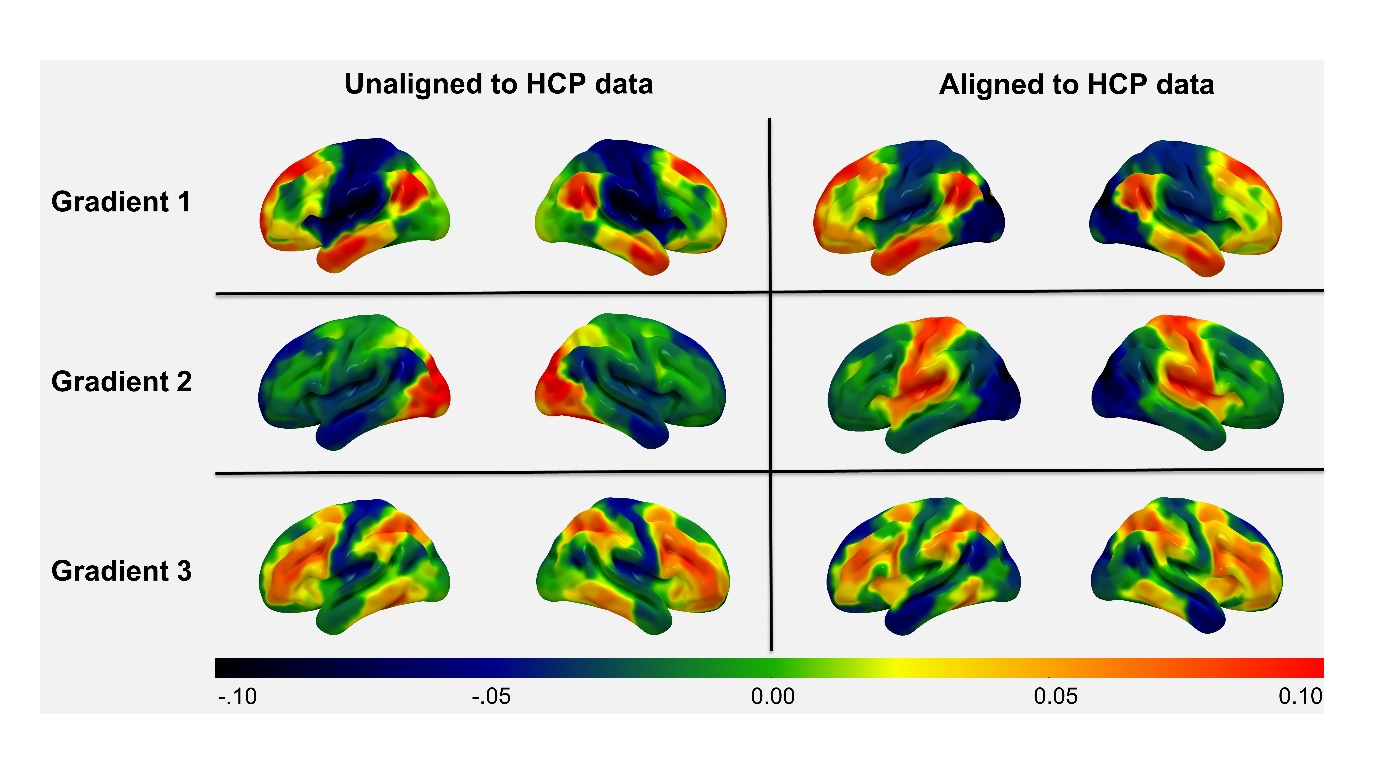 Unaligned to HCP data
Aligned to HCP data
Gradient 1
Gradient 2
Gradient 3
-.10 -.05 0.00 0.05 0.10